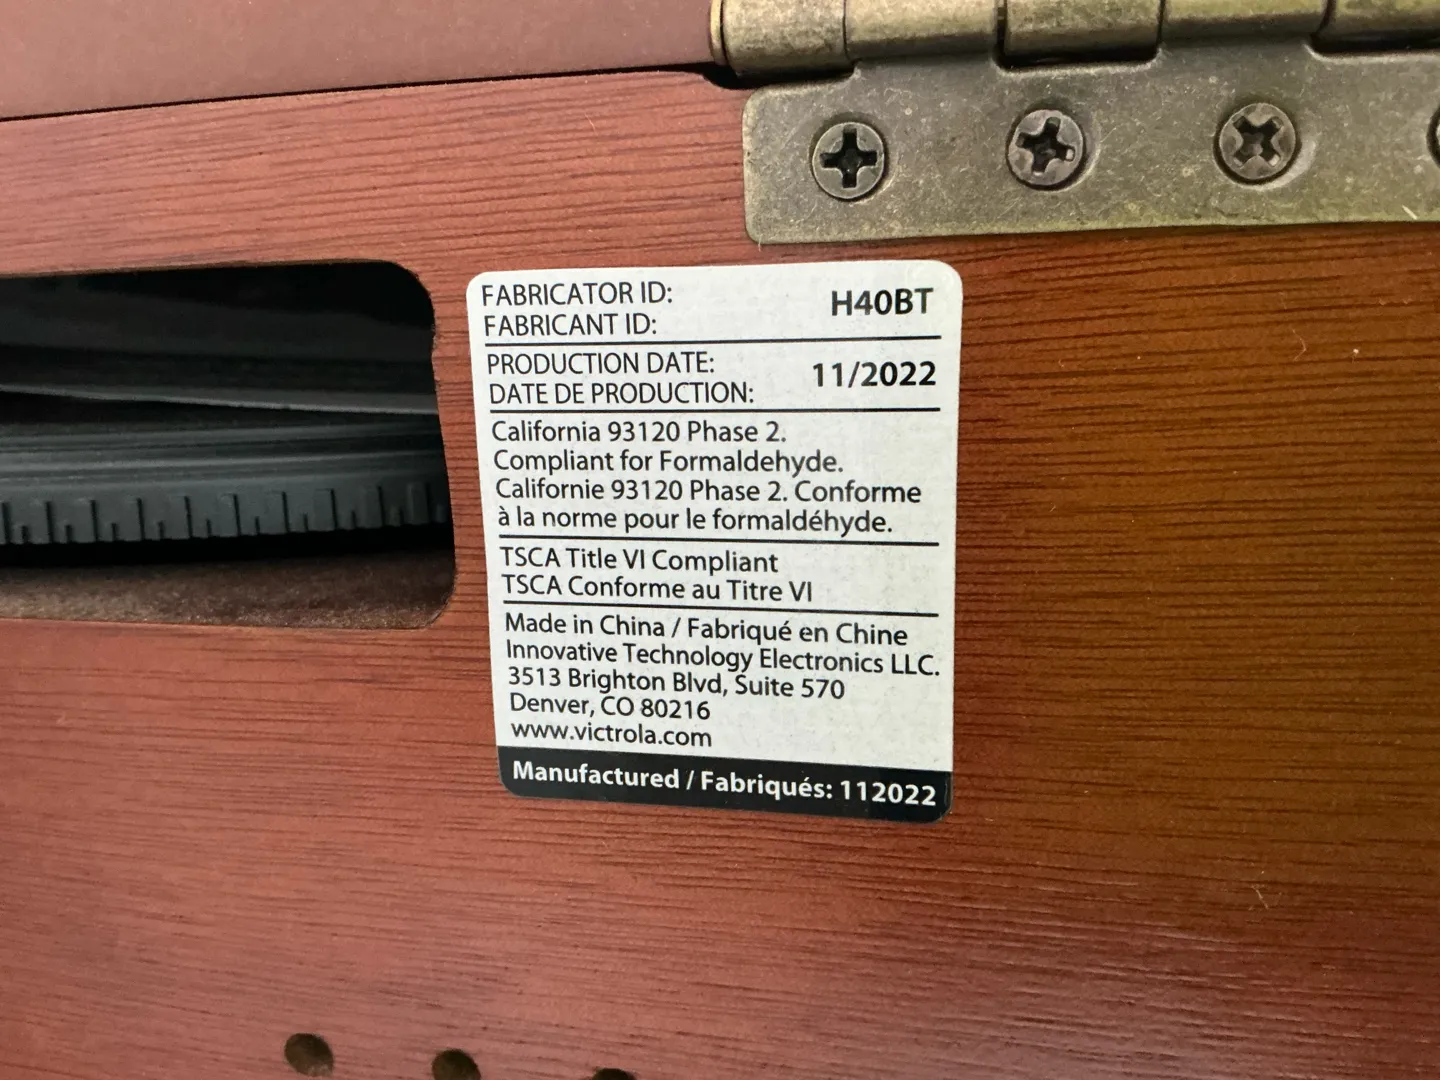 FABRICATOR ID:
FABRICANT ID:
H40BT
PRODUCTION DATE:
DATE DE PRODUCTION:
11/2022
California 93120 Phase 2.
Compliant for Formaldehyde.
Californie 93120 Phase 2. Conforme
à la norme pour le formaldéhyde.
TSCA Title VI Compliant
TSCA Conforme au Titre VI
Made in China / Fabriqué en Chine
Innovative Technology Electronics LLC.
3513 Brighton Blvd, Suite 570
Denver, CO 80216
www.victrola.com
Manufactured / Fabriqués: 112022